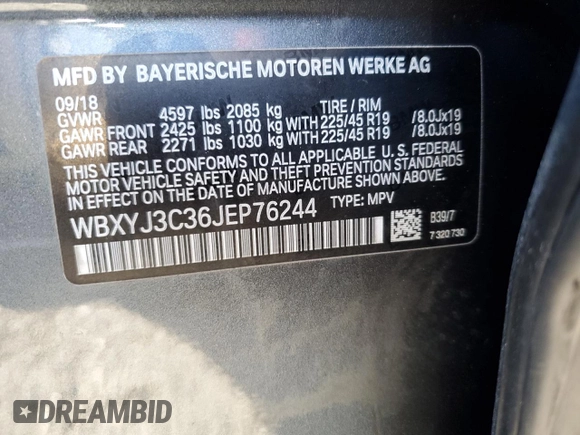 MFD BY BAYERISCHE MOTOREN WERKE AG
09/18
GVWR 4597 lbs 2085 kg TIRE / RIM
GAWR FRONT 2425 lbs 1100 kg WITH 225/45 R19 /8.0Jx19
GAWR REAR 2271 lbs 1030 kg WITH 225/45 R19 /8.0Jx19
THIS VEHICLE CONFORMS TO ALL APPLICABLE U. S. FEDERAL
MOTOR VEHICLE SAFETY, BUMPER, AND THEFT PREVENTION
STANDARDS IN EFFECT ON THE DATE OF MANUFACTURE SHOWN ABOVE.
WBXYJ3C36JEP76244 TYPE: MPV
B39/7
7 320 730
DREAMBID